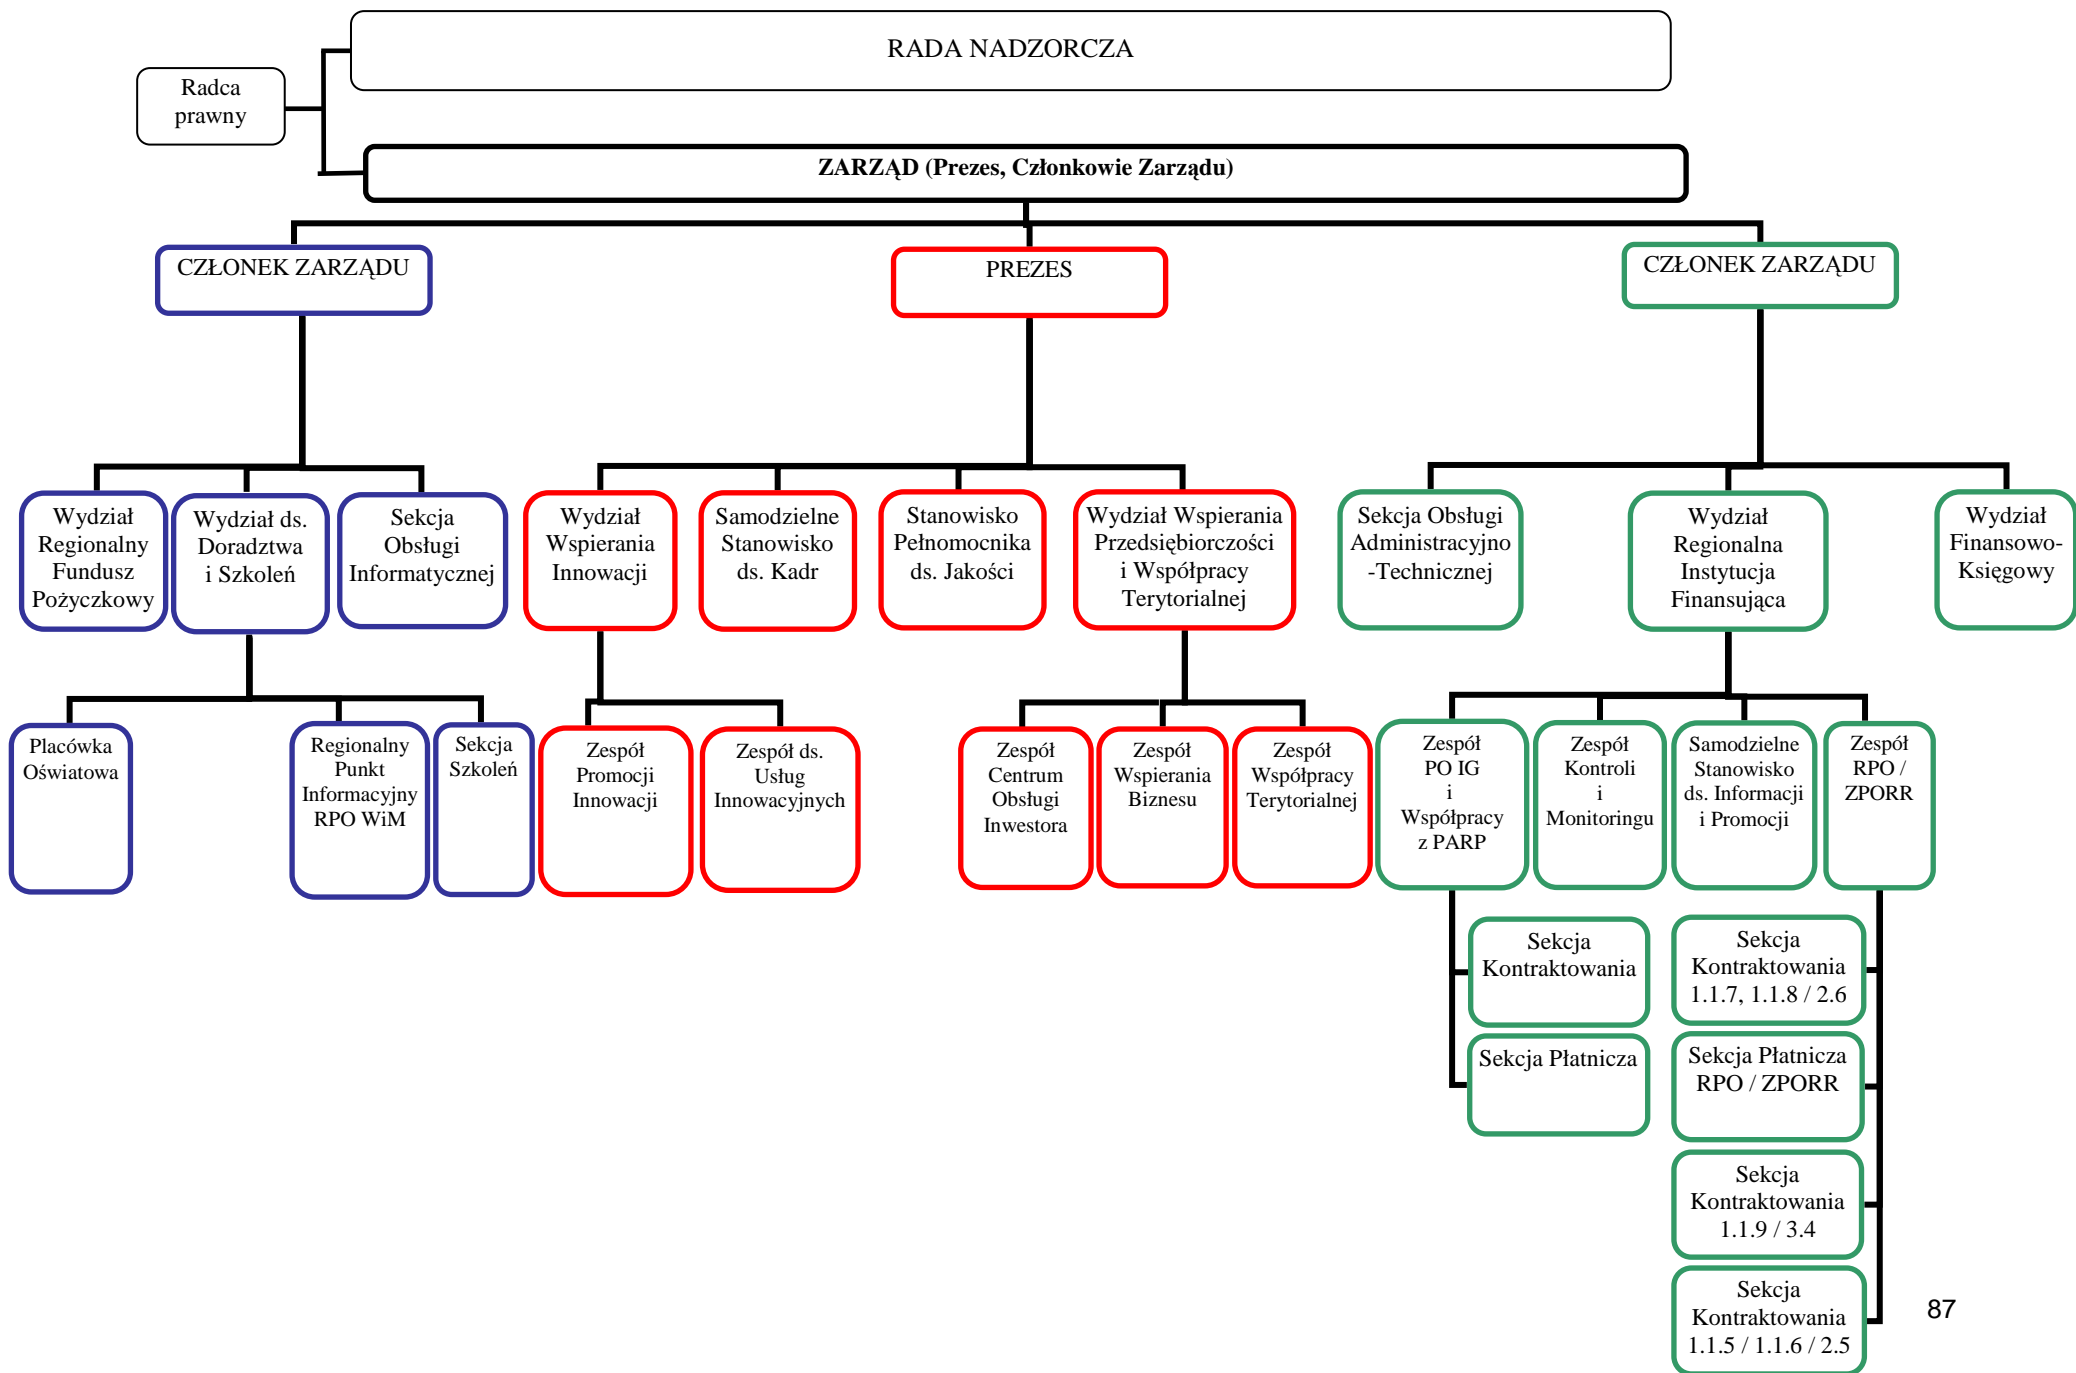 RADA NADZORCZA
Radca
prawny
ZARZĄD (Prezes, Członkowie Zarządu)
CZŁONEK ZARZĄDU
PREZES
CZŁONEK ZARZĄDU
Wydział
Regionalny
Fundusz
Pożyczkowy
Wydział ds.
Doradztwa
i Szkoleń
Sekcja
Obsługi
Informatycznej
Wydział
Wspierania
Innowacji
Samodzielne
Stanowisko
ds. Kadr
Stanowisko
Pełnomocnika
ds. Jakości
Wydział Wspierania
Przedsiębiorczości
i Współpracy
Terytorialnej
Sekcja Obsługi
Administracyjno
-Technicznej
Wydział
Regionalna
Instytucja
Finansująca
Wydział
Finansowo-
Księgowy
Placówka
Oświatowa
Regionalny
Punkt
Informacyjny
RPO WiM
Sekcja
Szkoleń
Zespół
Promocji
Innowacji
Zespół ds.
Usług
Innowacyjnych
Zespół
Centrum
Obsługi
Inwestora
Zespół
Wspierania
Biznesu
Zespół
Współpracy
Terytorialnej
Zespół
PO IG
i
Współpracy
z PARP
Zespół
Kontroli
i
Monitoringu
Samodzielne
Stanowisko
ds. Informacji
i Promocji
Zespół
RPO /
ZPORR
Sekcja
Kontraktowania
Sekcja Płatnicza
Sekcja
Kontraktowania
1.1.7, 1.1.8 / 2.6
Sekcja Płatnicza
RPO / ZPORR
Sekcja
Kontraktowania
1.1.9 / 3.4
Sekcja
Kontraktowania
1.1.5 / 1.1.6 / 2.5
87